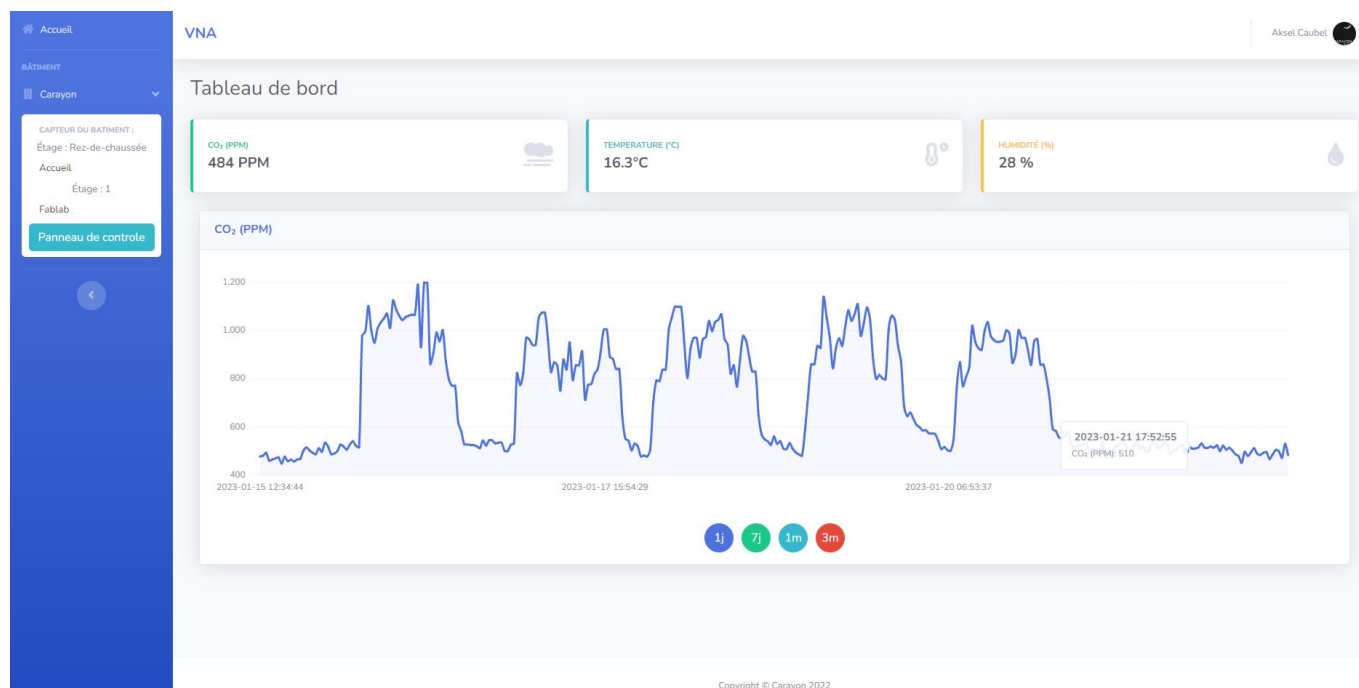 Accueil
VNA
Aksel Caubel
BÂTIMENT
Carayon
CAPTEUR DU BATIMENT :
Étage : Rez-de-chaussée
Accueil
Étage : 1
Fablab
Panneau de controle
Tableau de bord
CO₂ (PPM)
484 PPM
TEMPERATURE (°C)
16.3°C
HUMIDITÉ (%)
28 %
CO₂ (PPM)
1,200
1,000
800
600
400
2023-01-21 17:52:55
CO₂ (PPM): 510
2023-01-15 12:34:44
2023-01-17 15:54:29
2023-01-20 06:53:37
1j
7j
1m
3m
Copyright © Carayon 2022